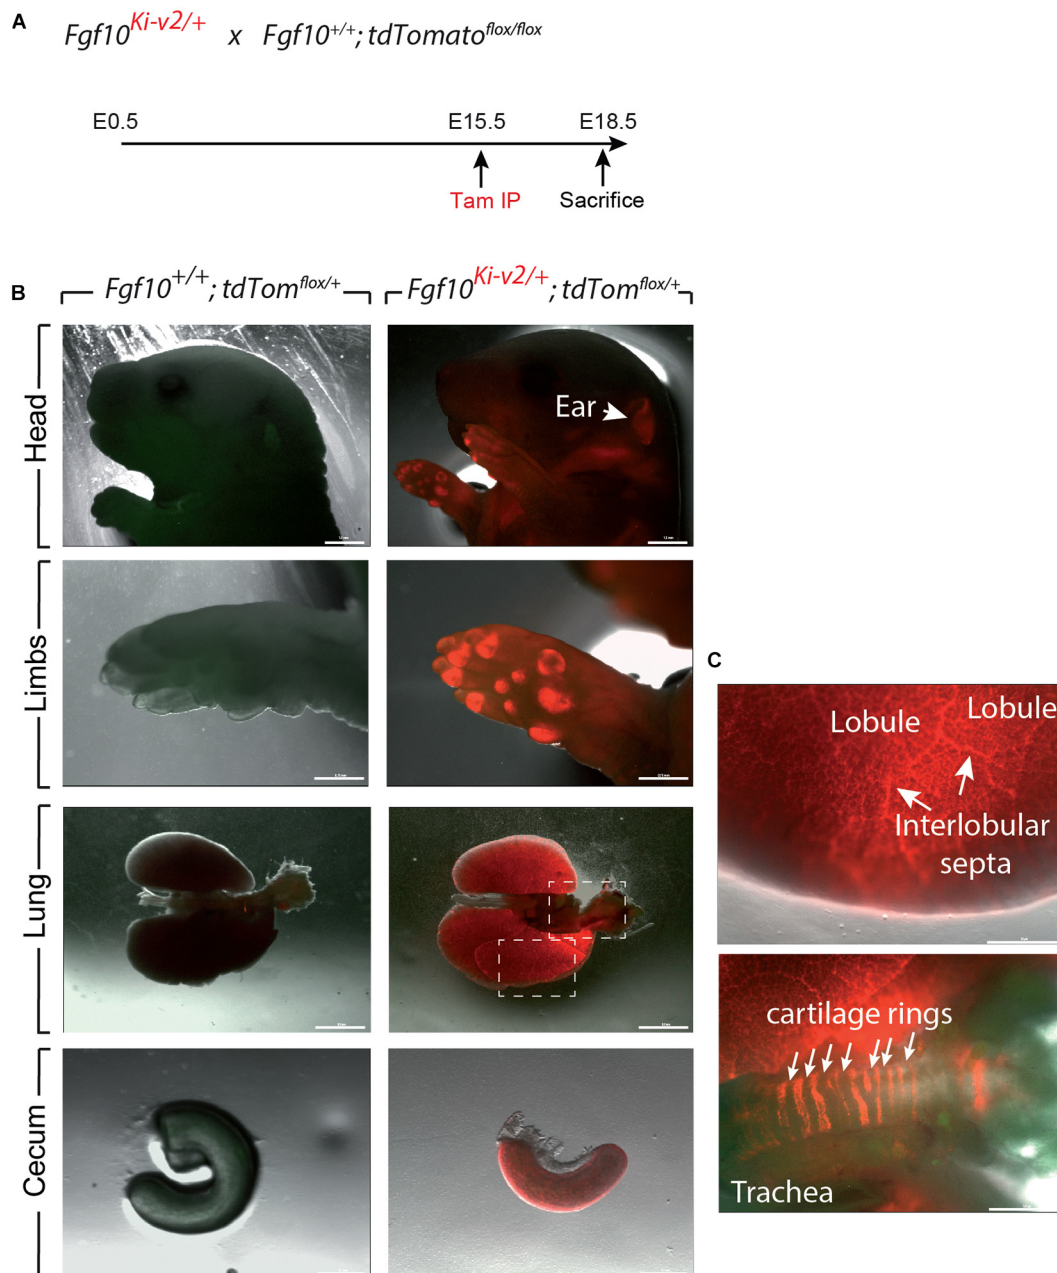 A
Fgf10Ki-v2/+ x Fgf10+/+; tdTomatoflox/flox
E0.5 E15.5 E18.5
Tam IP Sacrifice
B
Fgf10+/+; tdTomflox/+ Fgf10Ki-v2/+; tdTomflox/+
Head
Ear
Limbs
Lung
Cecum
C
Lobule Lobule
Interlobular
septa
cartilage rings
Trachea